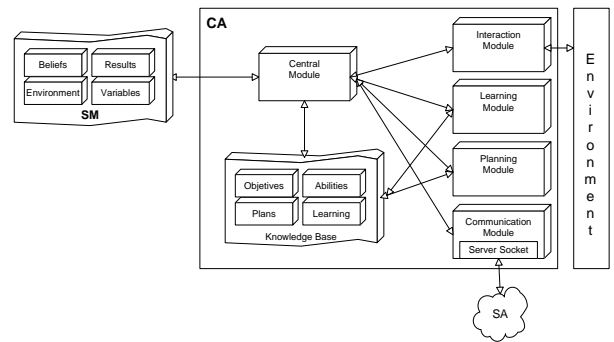 CA
Beliefs
Results
Environment
Variables
SM
Central
Module
Objetives
Abilities
Plans
Learning
Knowledge Base
Interaction
Module
Learning
Module
Planning
Module
Communication
Module
Server Socket
SA
E
n
v
i
r
o
n
m
e
n
t